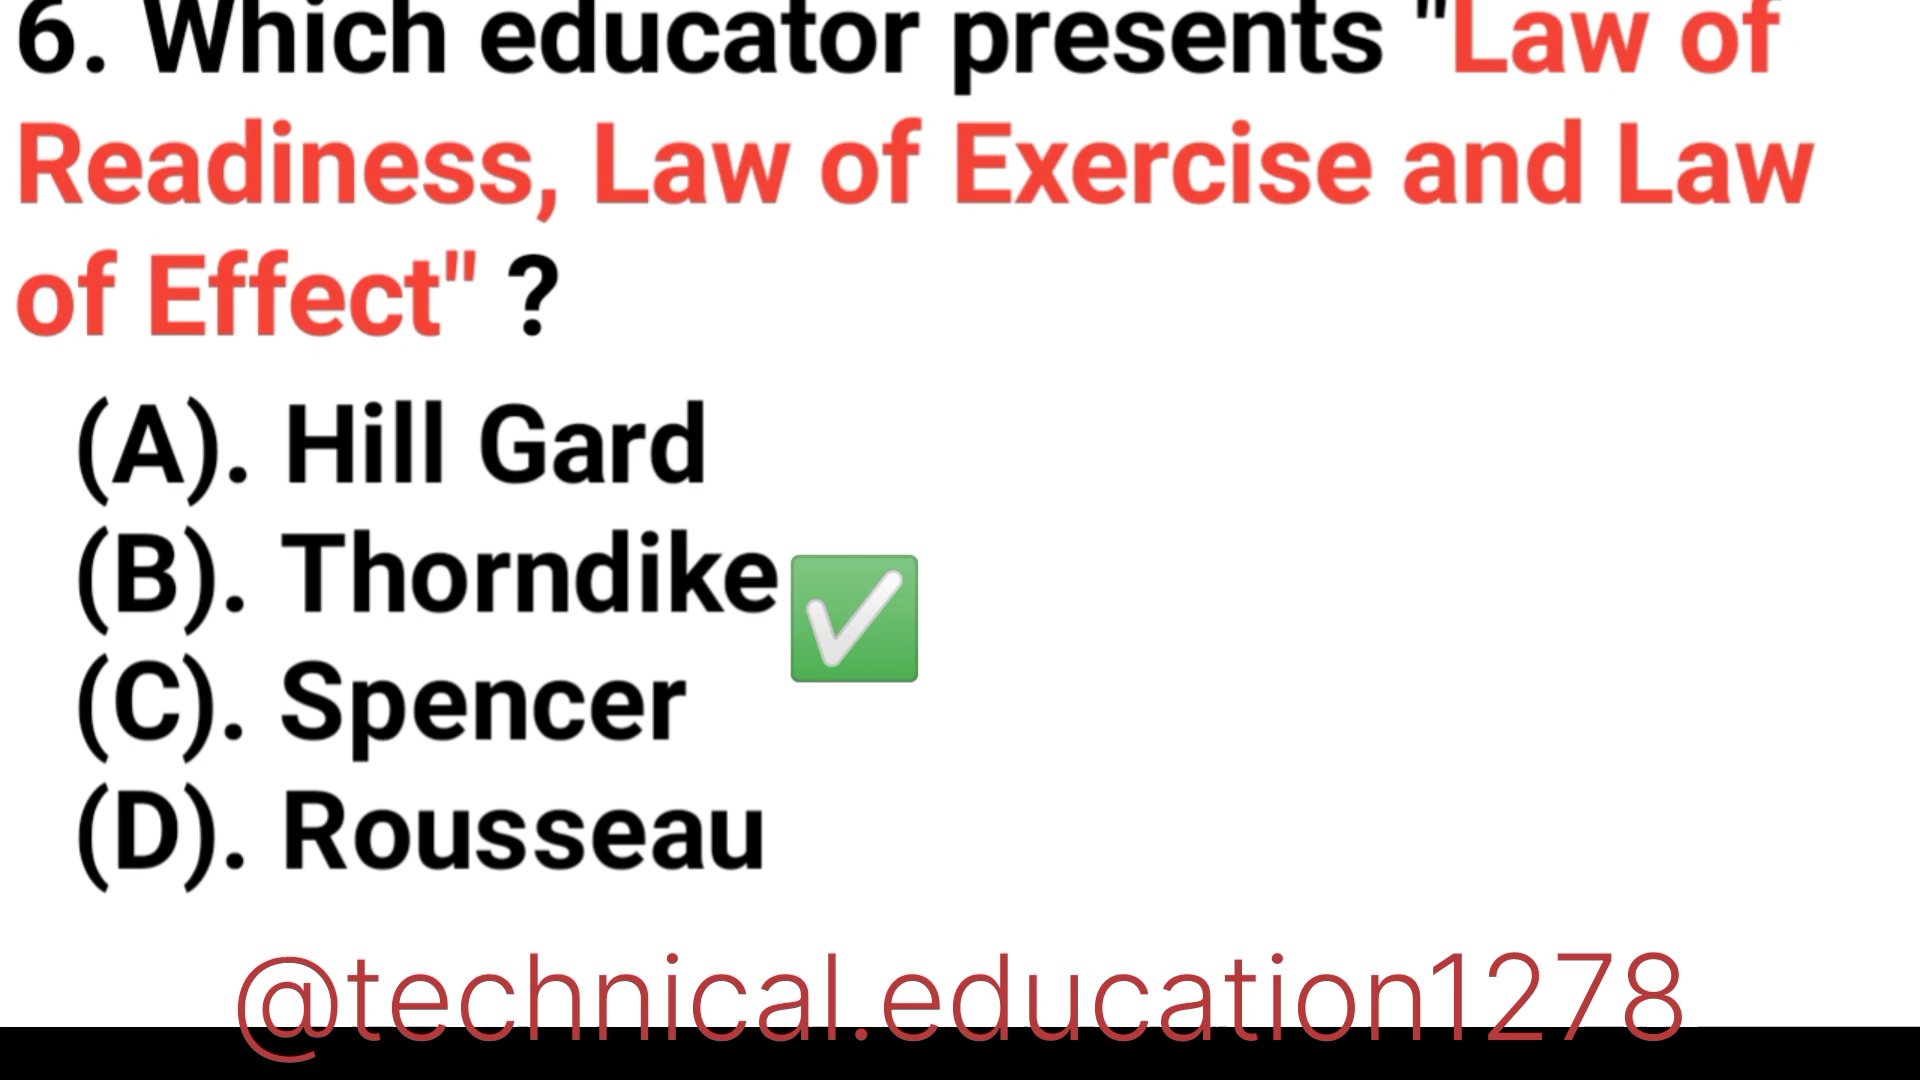 6. Which educator presents "Law of
Readiness, Law of Exercise and Law
of Effect" ?
(A). Hill Gard
(B). Thorndike
(C). Spencer
(D). Rousseau
@technical.education1278